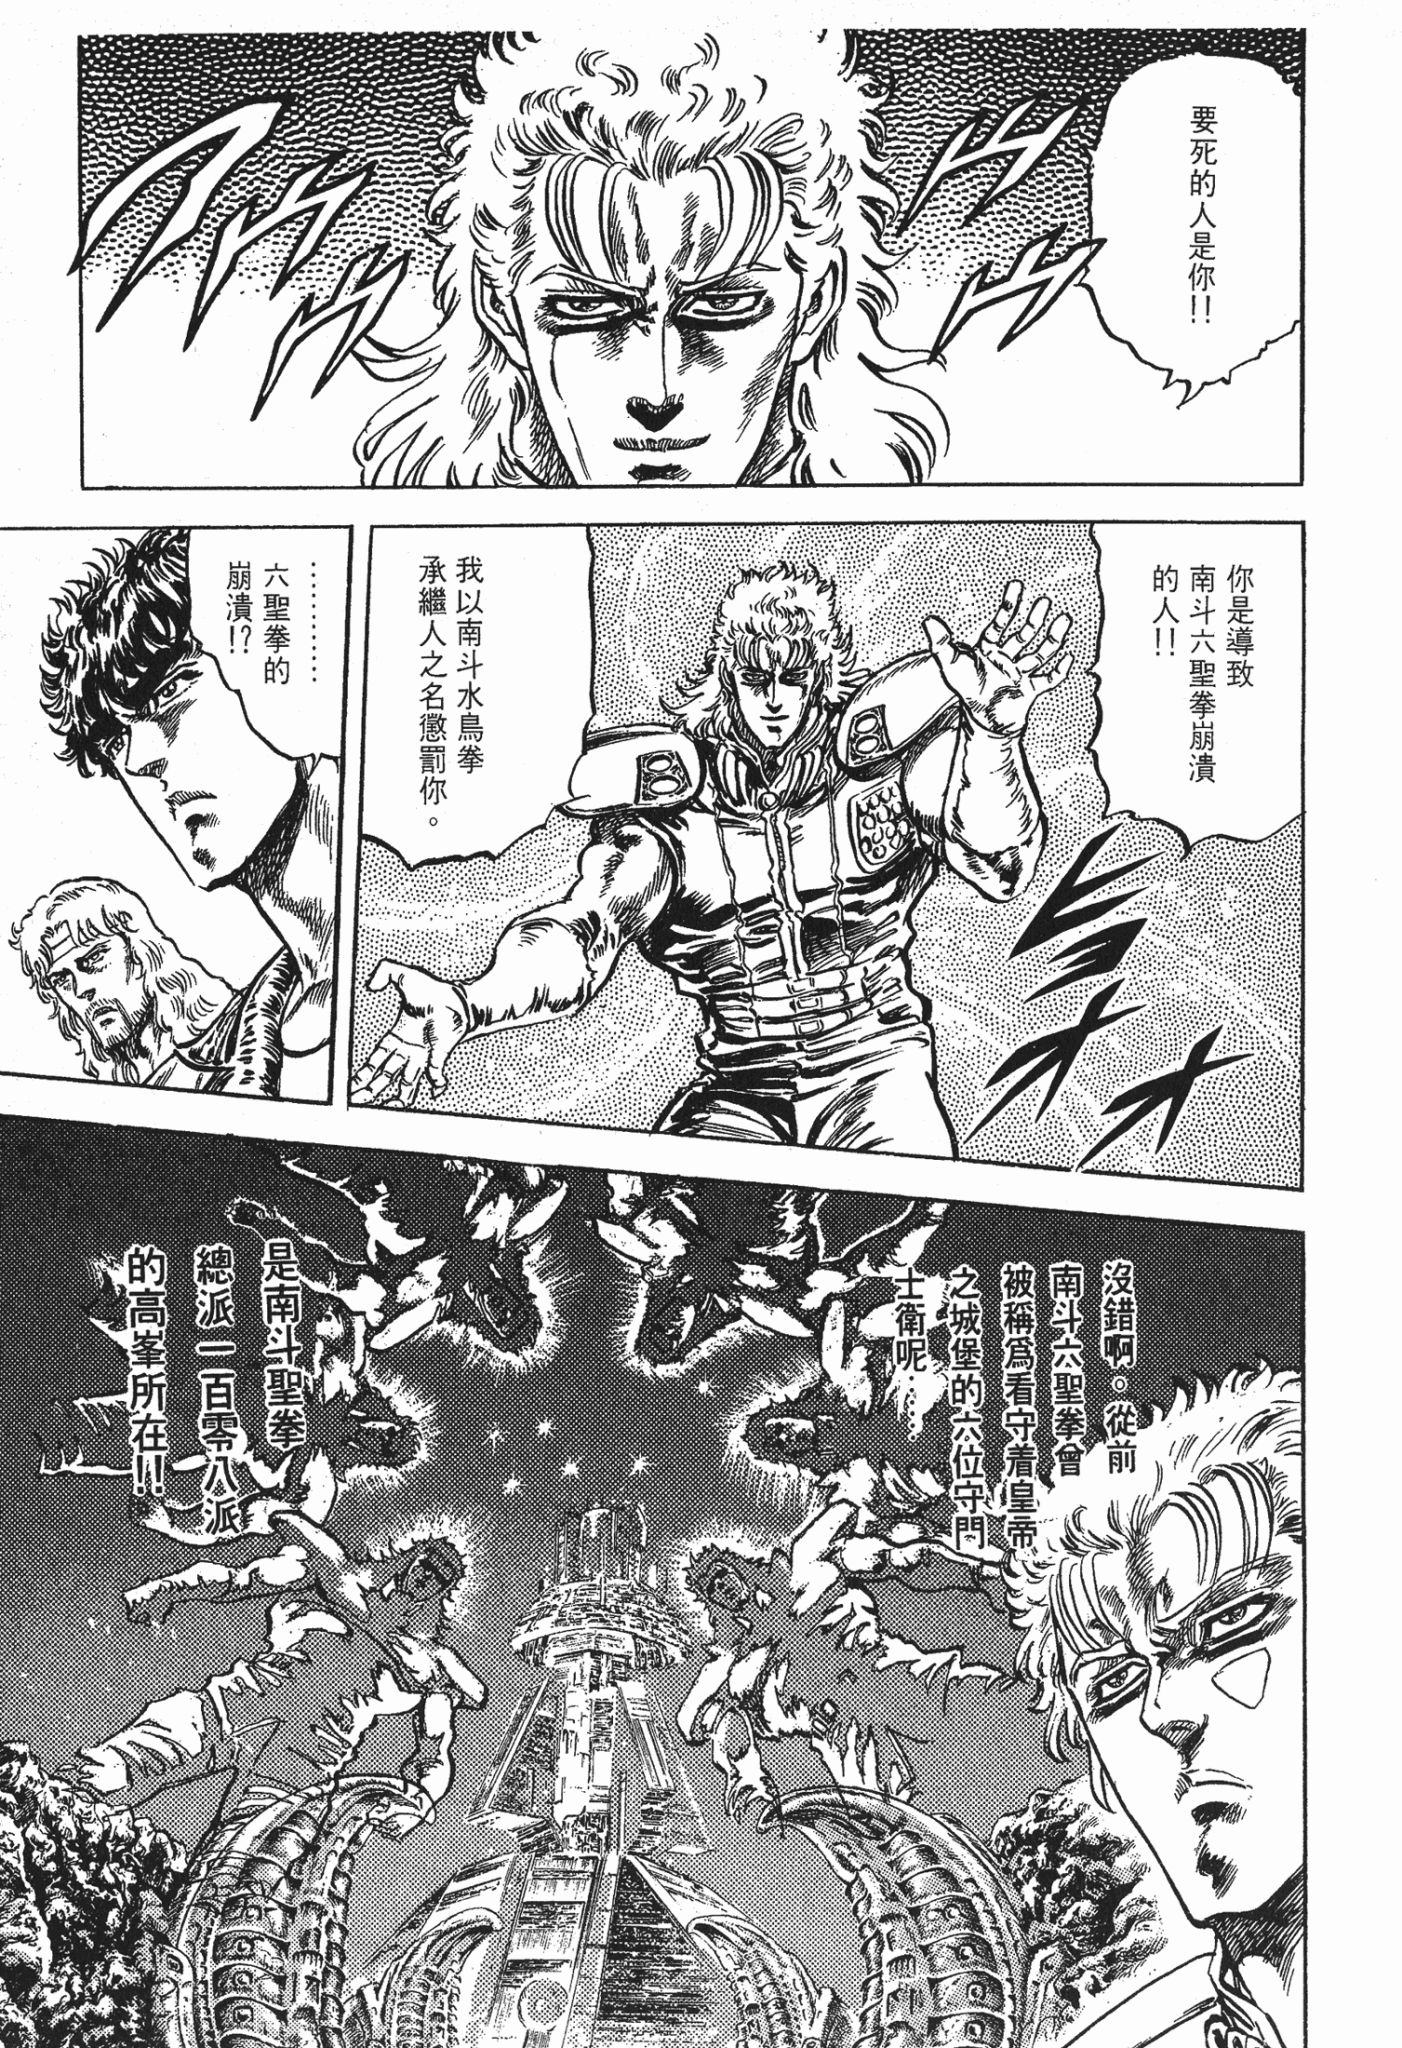 要死的人是你!!
你是導致
南斗六聖拳崩潰
的人!!
我以南斗水鳥拳
承繼人之名懲罰你。
…………
六聖拳的
崩潰!?
沒錯啊。從前
南斗六聖拳曾
被稱爲看守着皇帝
之城堡的六位守門
士衛呢……
是南斗聖拳
總派一百零八派
的高峯所在!!